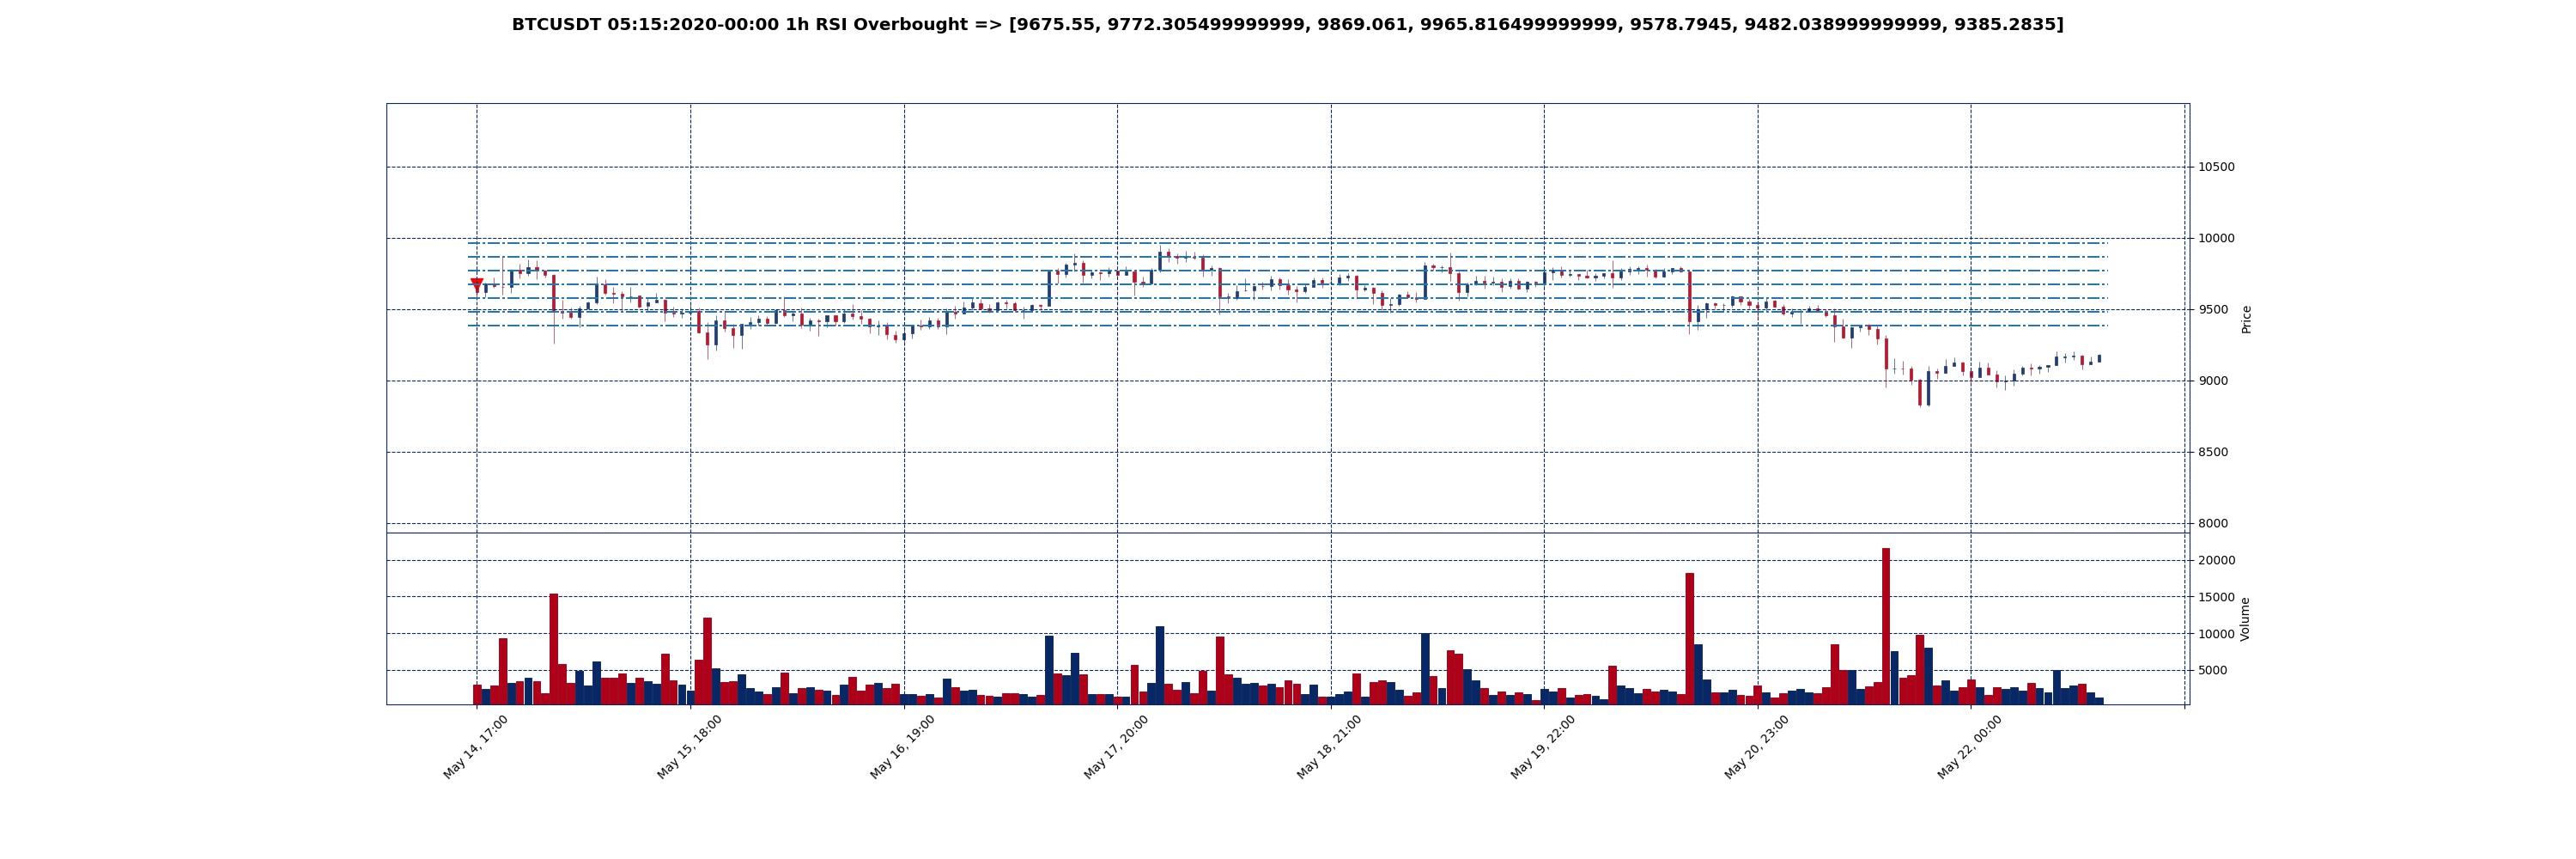 BTCUSDT 05:15:2020-00:00 1h RSI Overbought => [9675.55, 9772.305499999999, 9869.061, 9965.816499999999, 9578.7945, 9482.038999999999, 9385.2835]
10500
10000
9500
9000
8500
8000
Price
20000
15000
10000
5000
Volume
May 14, 17:00
May 15, 18:00
May 16, 19:00
May 17, 20:00
May 18, 21:00
May 19, 22:00
May 20, 23:00
May 22, 00:00